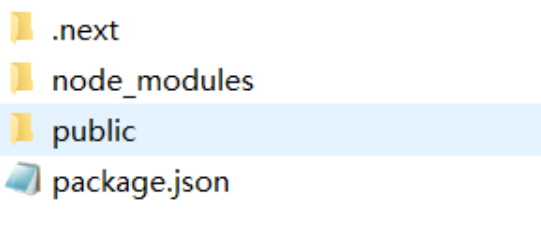 .next
node_modules
public
package.json